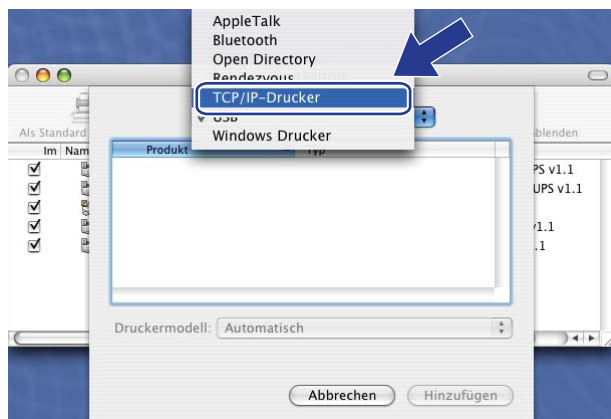 AppleTalk
Bluetooth
Open Directory
Rendezvous
TCP/IP-Drucker
USB
Windows Drucker
Als Standard
blenden
Im Nam
Produkt Typ
PS v1.1
UPS v1.1
v1.1
.1
Druckermodell: Automatisch
Abbrechen Hinzufügen